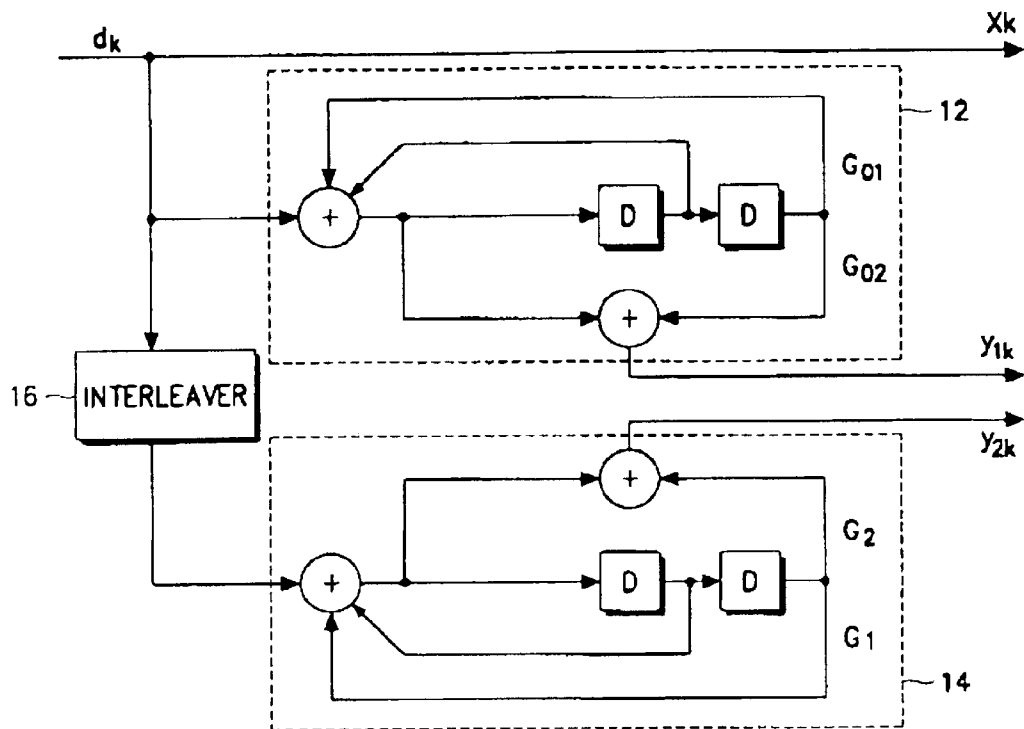 dk
Xk
12
G01
+
D
D
G02
+
y1k
16
INTERLEAVER
y2k
+
G2
+
D
D
G1
14